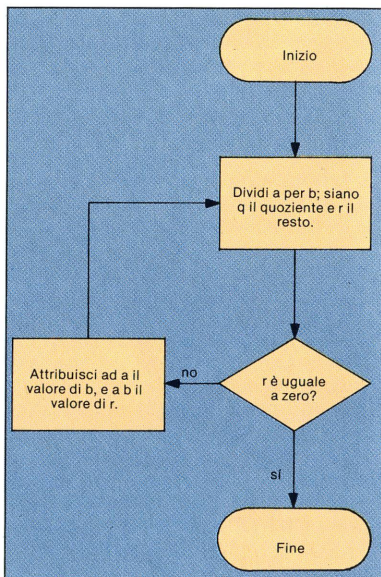 Inizio
Dividi a per b; siano
q il quoziente e r il
resto.
Attribuisci ad a il
valore di b, e a b il
valore di r.
no
r è uguale
a zero?
sí
Fine